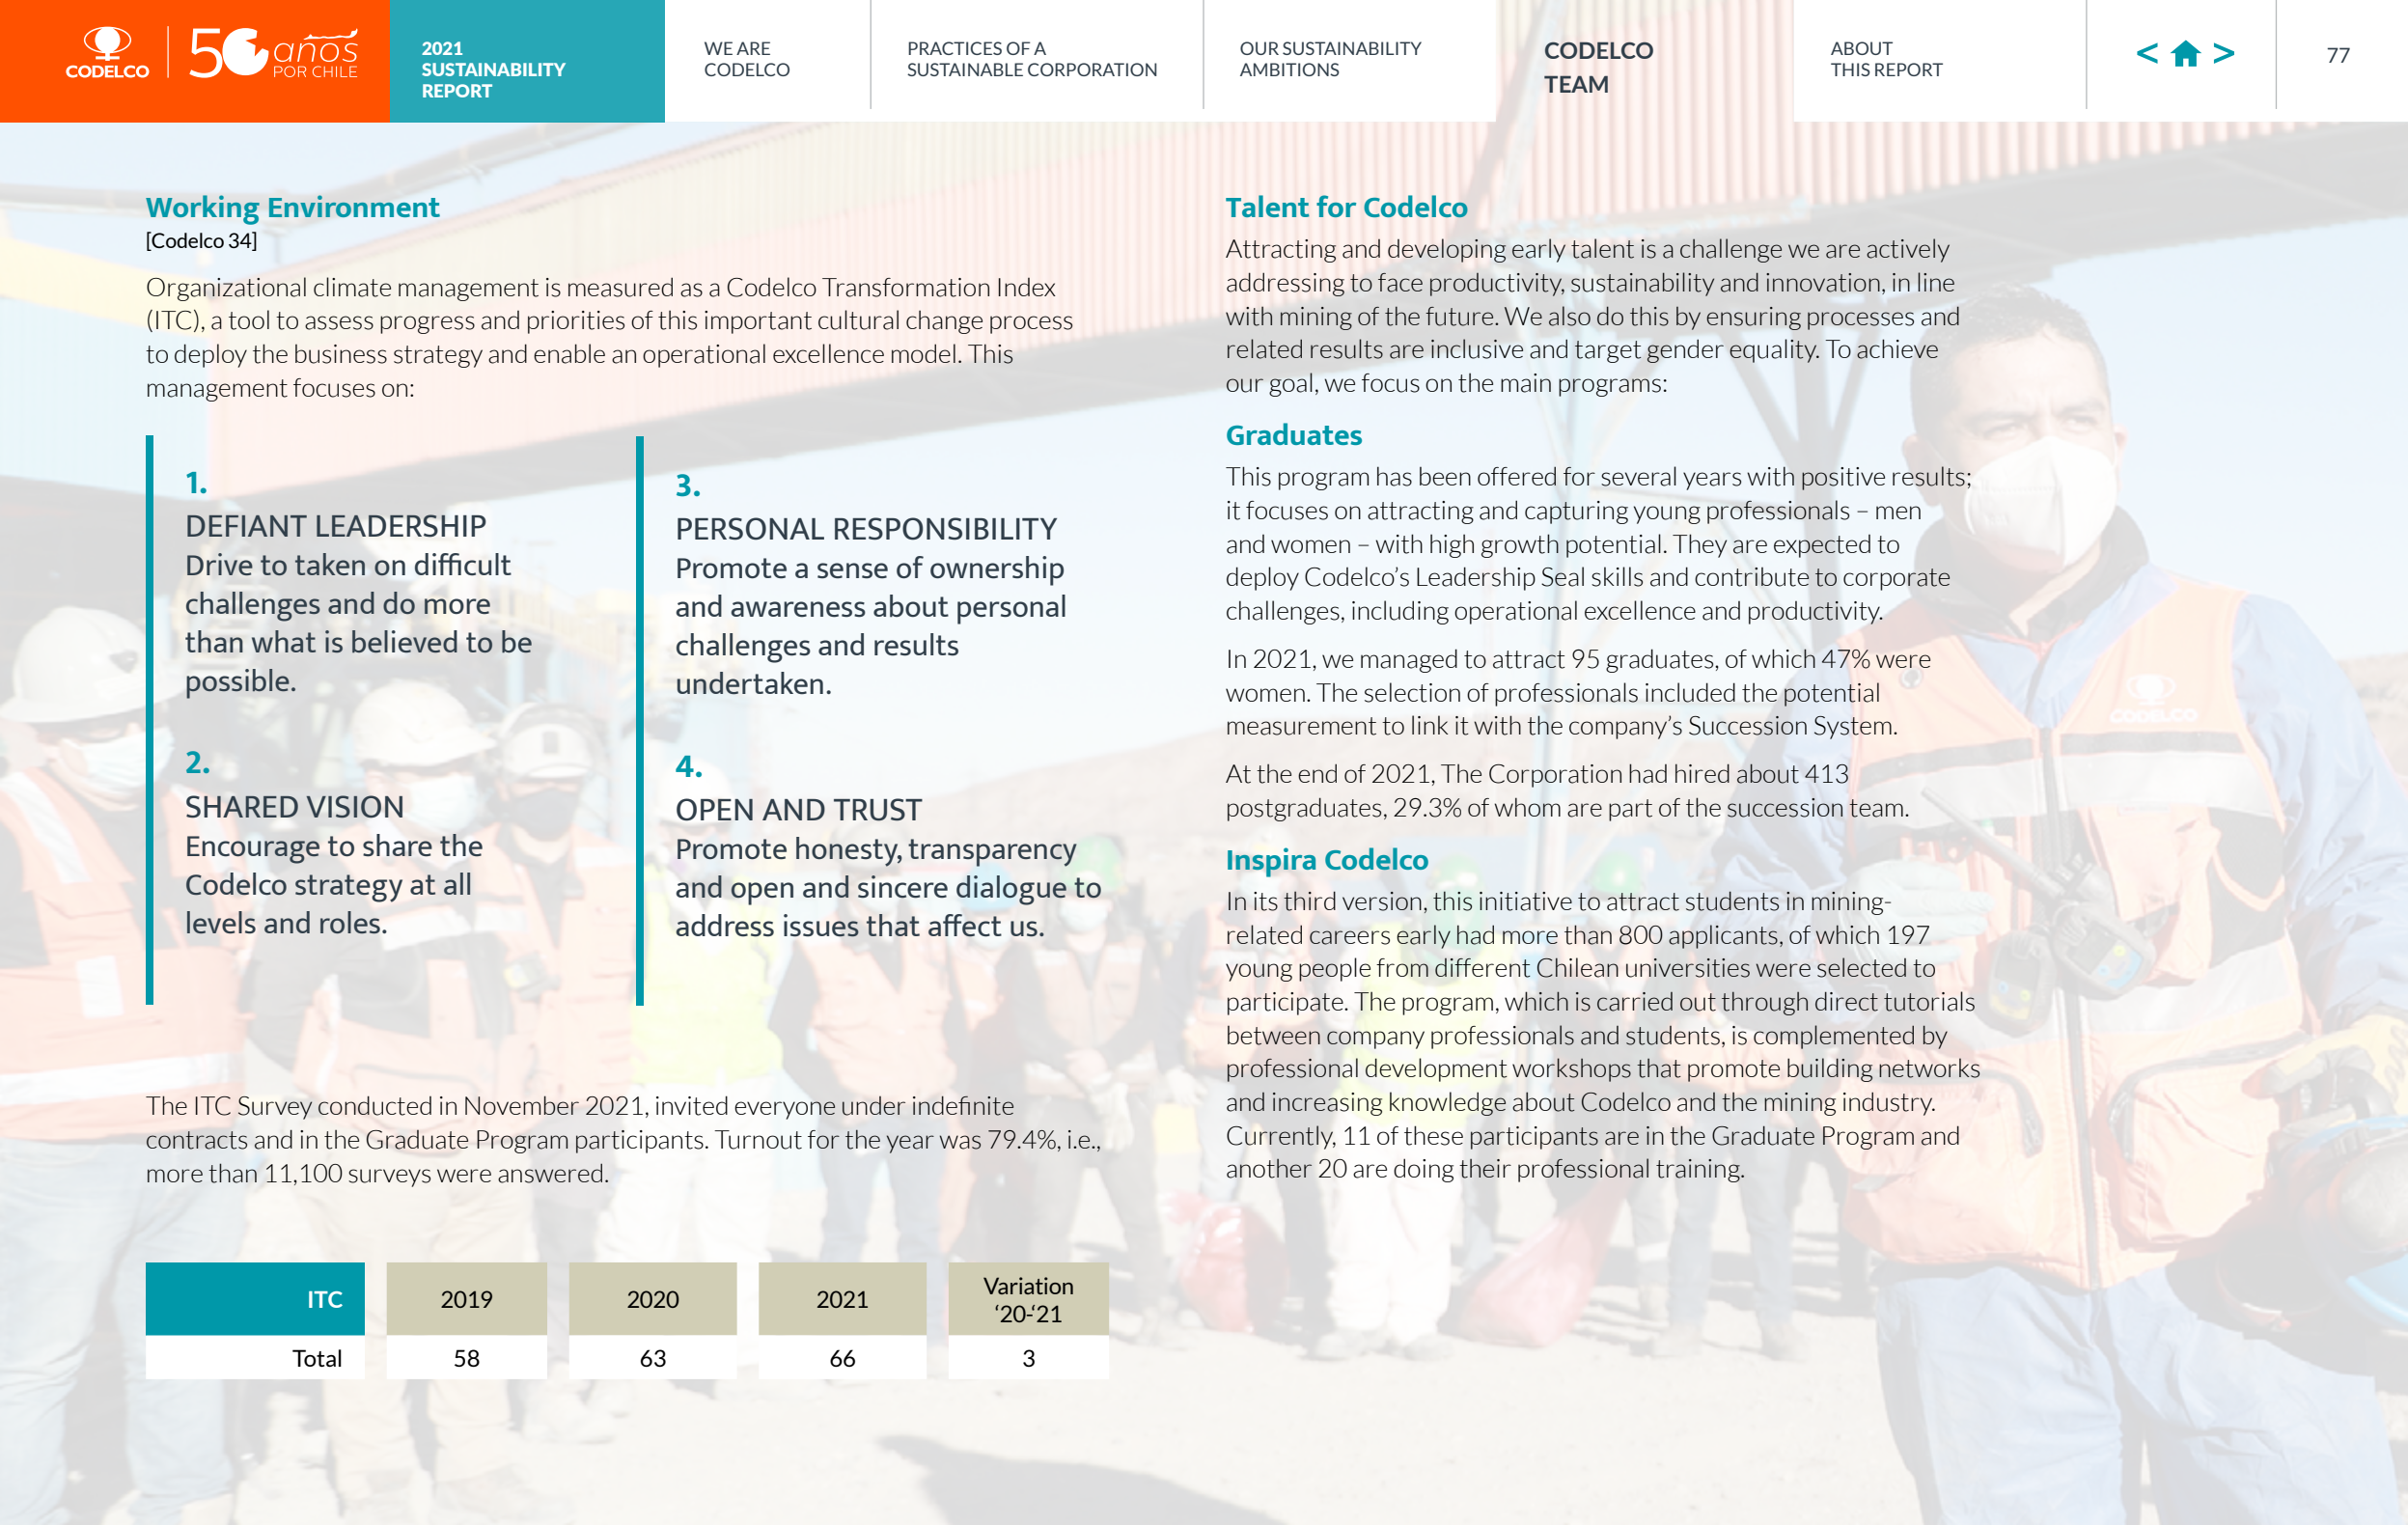 CODELCO
50 años
POR CHILE
2021
SUSTAINABILITY
REPORT
WE ARE
CODELCO
PRACTICES OF A
SUSTAINABLE CORPORATION
OUR SUSTAINABILITY
AMBITIONS
CODELCO
TEAM
ABOUT
THIS REPORT
< >
77
Working Environment
[Codelco 34]
Organizational climate management is measured as a Codelco Transformation Index
(ITC), a tool to assess progress and priorities of this important cultural change process
to deploy the business strategy and enable an operational excellence model. This
management focuses on:
1.
DEFIANT LEADERSHIP
Drive to taken on difficult
challenges and do more
than what is believed to be
possible.
2.
SHARED VISION
Encourage to share the
Codelco strategy at all
levels and roles.
3.
PERSONAL RESPONSIBILITY
Promote a sense of ownership
and awareness about personal
challenges and results
undertaken.
4.
OPEN AND TRUST
Promote honesty, transparency
and open and sincere dialogue to
address issues that affect us.
The ITC Survey conducted in November 2021, invited everyone under indefinite
contracts and in the Graduate Program participants. Turnout for the year was 79.4%, i.e.,
more than 11,100 surveys were answered.
ITC 2019 2020 2021 Variation
‘20-‘21
Total 58 63 66 3
Talent for Codelco
Attracting and developing early talent is a challenge we are actively
addressing to face productivity, sustainability and innovation, in line
with mining of the future. We also do this by ensuring processes and
related results are inclusive and target gender equality. To achieve
our goal, we focus on the main programs:
Graduates
This program has been offered for several years with positive results;
it focuses on attracting and capturing young professionals – men
and women – with high growth potential. They are expected to
deploy Codelco’s Leadership Seal skills and contribute to corporate
challenges, including operational excellence and productivity.
In 2021, we managed to attract 95 graduates, of which 47% were
women. The selection of professionals included the potential
measurement to link it with the company’s Succession System.
At the end of 2021, The Corporation had hired about 413
postgraduates, 29.3% of whom are part of the succession team.
Inspira Codelco
In its third version, this initiative to attract students in mining-
related careers early had more than 800 applicants, of which 197
young people from different Chilean universities were selected to
participate. The program, which is carried out through direct tutorials
between company professionals and students, is complemented by
professional development workshops that promote building networks
and increasing knowledge about Codelco and the mining industry.
Currently, 11 of these participants are in the Graduate Program and
another 20 are doing their professional training.
CODELCO